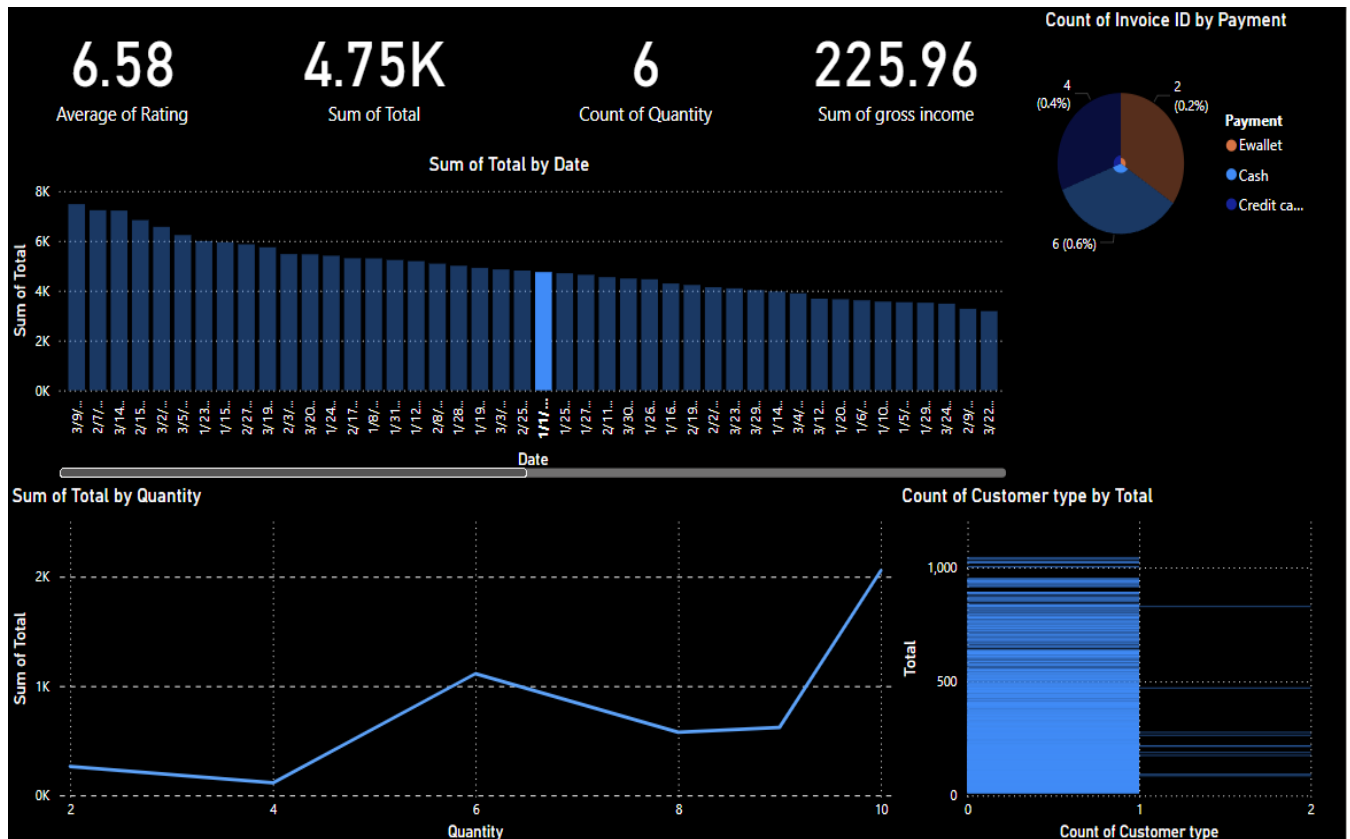 Count of Invoice ID by Payment
6.58
Average of Rating
4.75K
Sum of Total
6
Count of Quantity
225.96
Sum of gross income
4
(0.4%)
2
(0.2%)
6 (0.6%)
Payment
Ewallet
Cash
Credit ca...
Sum of Total by Date
Sum of Total
8K
6K
4K
2K
0K
3/9/...
2/7/...
3/14...
2/15...
3/2/...
3/5/...
1/23...
1/15...
2/27...
3/19...
2/3/...
3/20...
1/24...
2/17...
1/8/...
1/31...
1/12...
2/8/...
1/28...
1/19...
3/3/...
2/25...
1/1/...
1/25...
1/27...
2/11...
3/30...
1/26...
1/16...
2/19...
2/2/...
3/23...
3/29...
1/14...
3/4/...
3/12...
1/20...
1/6/...
1/10...
1/5/...
1/29...
3/24...
2/9/...
3/22...
Date
Sum of Total by Quantity
Sum of Total
2K
1K
0K
2
4
6
8
10
Quantity
Count of Customer type by Total
Total
1,000
500
0
0
1
2
Count of Customer type